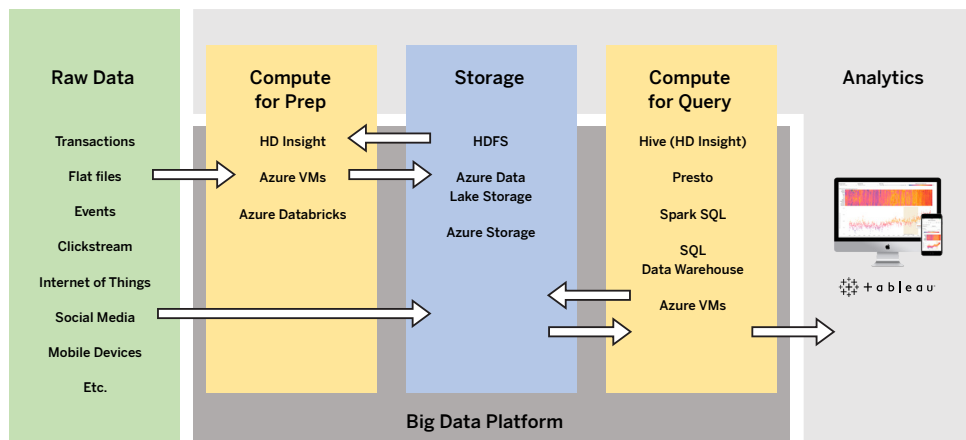 Raw Data
Transactions
Flat files
Events
Clickstream
Internet of Things
Social Media
Mobile Devices
Etc.
Compute
for Prep
HD Insight
Azure VMs
Azure Databricks
Storage
HDFS
Azure Data
Lake Storage
Azure Storage
Compute
for Query
Hive (HD Insight)
Presto
Spark SQL
SQL
Data Warehouse
Azure VMs
Analytics
+ a b l e a u
Big Data Platform